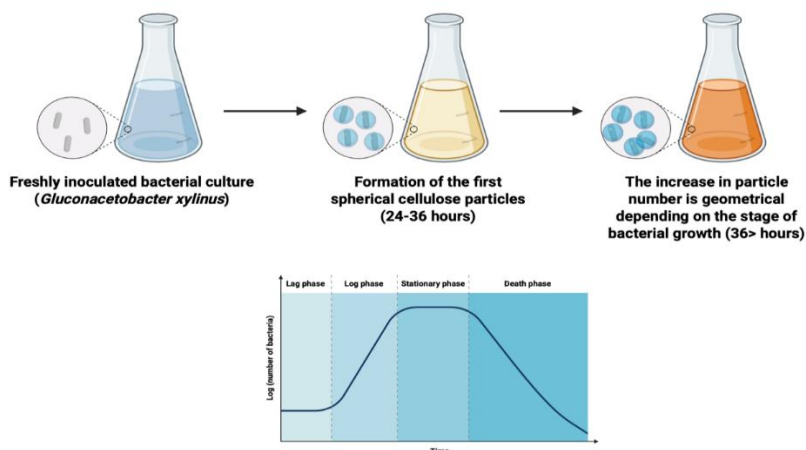 Freshly inoculated bacterial culture
(Gluconacetobacter xylinus)
Formation of the first
spherical cellulose particles
(24-36 hours)
The increase in particle
number is geometrical
depending on the stage of
bacterial growth (36> hours)
Lag phase
Log phase
Stationary phase
Death phase
Log (number of bacteria)